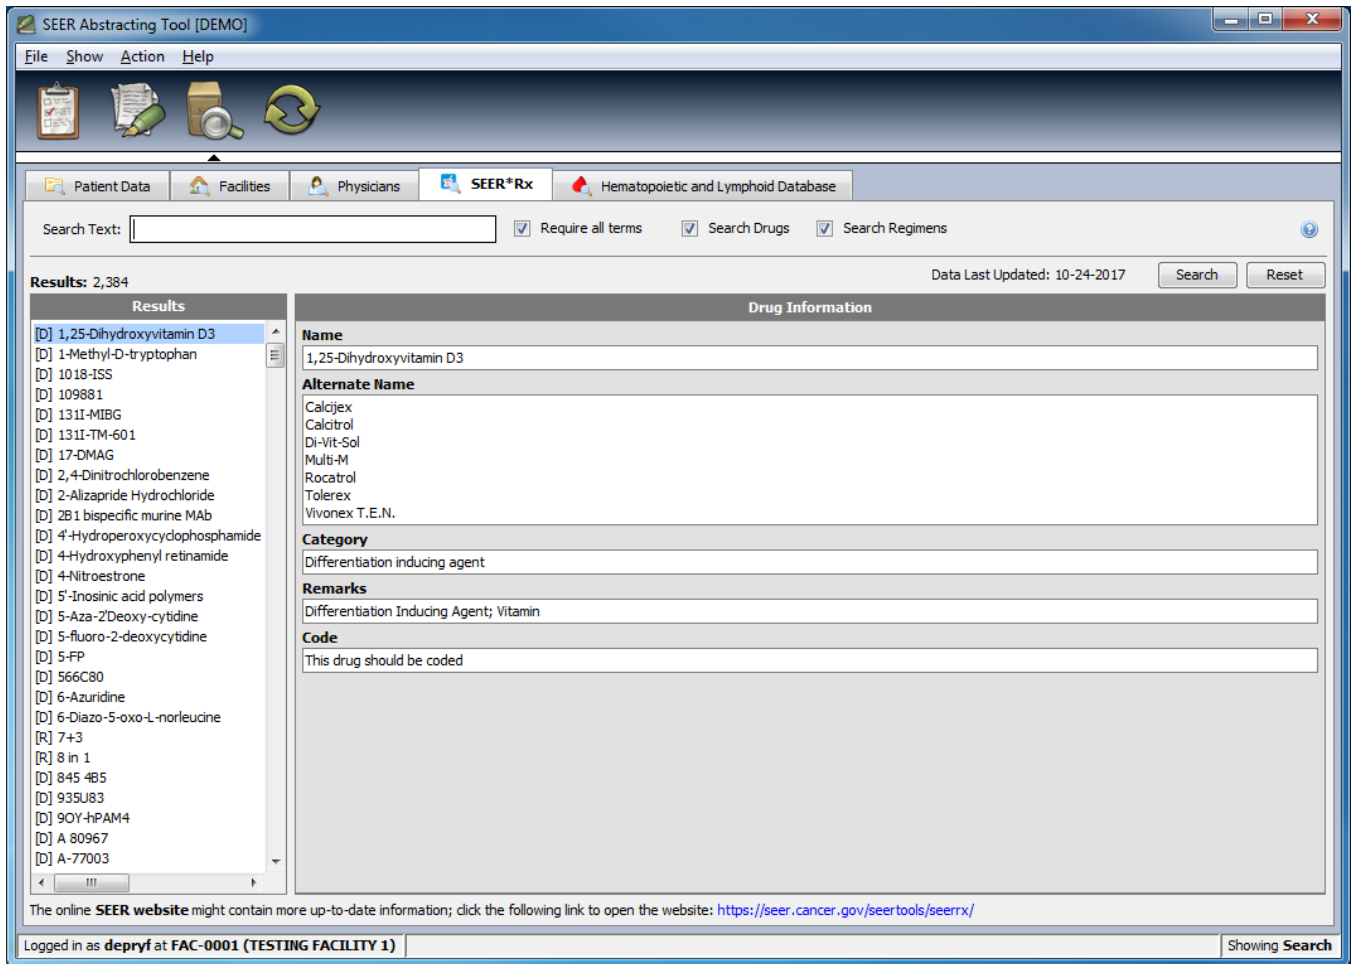 SEER Abstracting Tool [DEMO]
File Show Action Help
Patient Data Facilities Physicians SEER*Rx Hematopoietic and Lymphoid Database
Search Text: Require all terms Search Drugs Search Regimens
Results: 2,384 Data Last Updated: 10-24-2017 Search Reset
Results
[D] 1,25-Dihydroxyvitamin D3
[D] 1-Methyl-D-tryptophan
[D] 1018-ISS
[D] 109881
[D] 131I-MIBG
[D] 131I-TM-601
[D] 17-DMAG
[D] 2,4-Dinitrochlorobenzene
[D] 2-Alizapride Hydrochloride
[D] 2B1 bispecific murine MAb
[D] 4'-Hydroperoxycyclophosphamide
[D] 4-Hydroxyphenyl retinamide
[D] 4-Nitroestrone
[D] 5'-Inosinic acid polymers
[D] 5-Aza-2'Deoxy-cytidine
[D] 5-fluoro-2-deoxycytidine
[D] 5-FP
[D] 566C80
[D] 6-Azuridine
[D] 6-Diazo-5-oxo-L-norleucine
[R] 7+3
[R] 8 in 1
[D] 845 4B5
[D] 935U83
[D] 9OY-hPAM4
[D] A 80967
[D] A-77003
Drug Information
Name
1,25-Dihydroxyvitamin D3
Alternate Name
Calcijex
Calcitrol
Di-Vit-Sol
Multi-M
Rocatrol
Tolerex
Vivonex T.E.N.
Category
Differentiation inducing agent
Remarks
Differentiation Inducing Agent; Vitamin
Code
This drug should be coded
The online SEER website might contain more up-to-date information; click the following link to open the website: https://seer.cancer.gov/seertools/seerrx/
Logged in as depryf at FAC-0001 (TESTING FACILITY 1) Showing Search